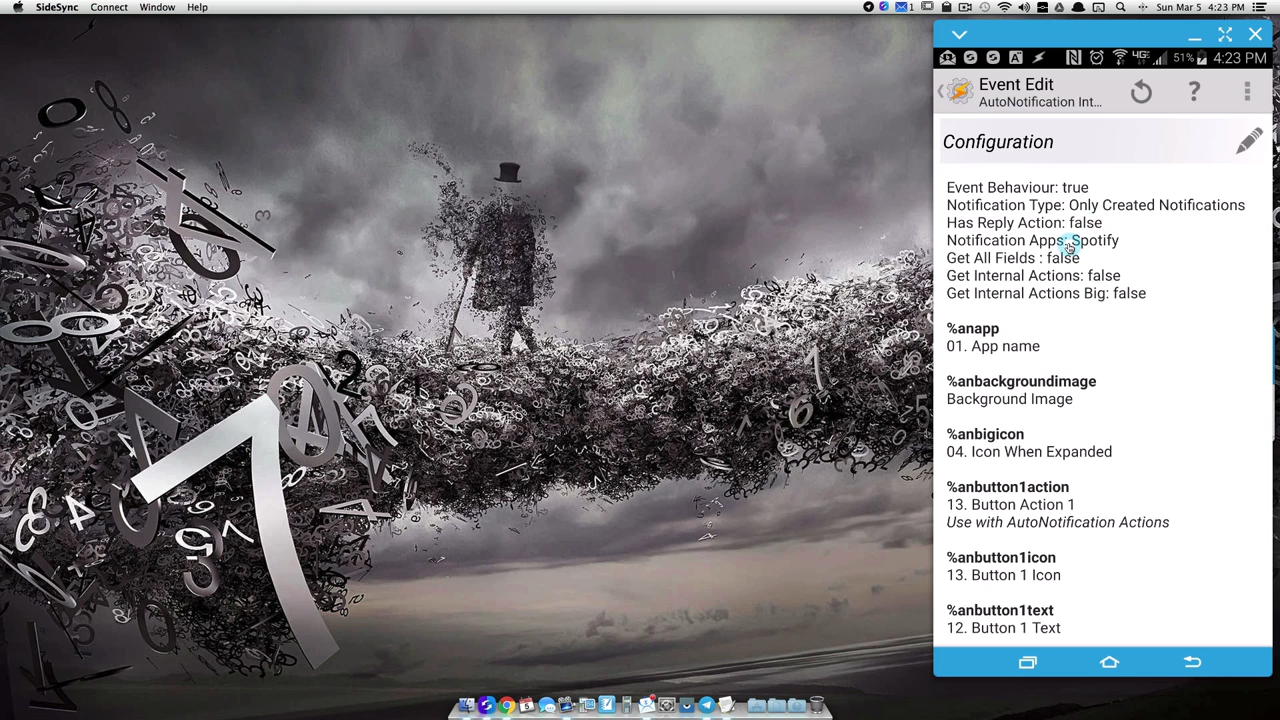 SideSync Connect Window Help
1
Sun Mar 5 4:23 PM
4G
51% 4:23 PM
Event Edit
AutoNotification Int...
?
Configuration
Event Behaviour: true
Notification Type: Only Created Notifications
Has Reply Action: false
Notification Apps: Spotify
Get All Fields : false
Get Internal Actions: false
Get Internal Actions Big: false
%anapp
01. App name
%anbackgroundimage
Background Image
%anbigicon
04. Icon When Expanded
%anbutton1action
13. Button Action 1
Use with AutoNotification Actions
%anbutton1icon
13. Button 1 Icon
%anbutton1text
12. Button 1 Text